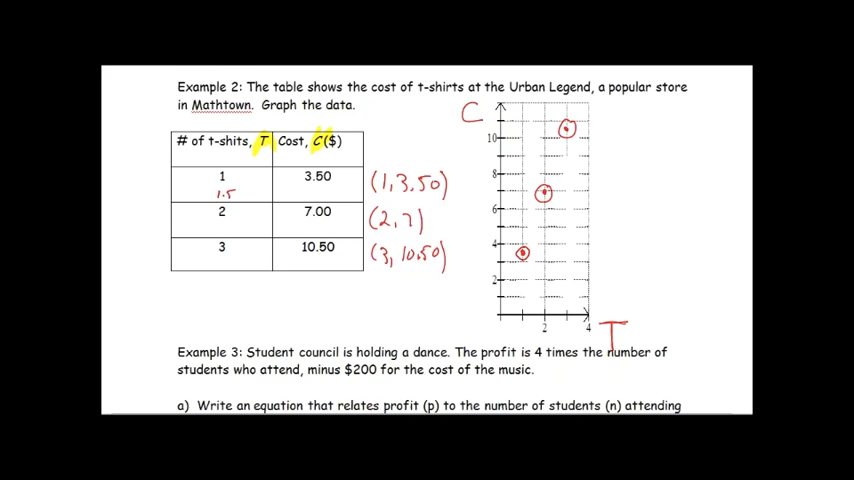 Example 2: The table shows the cost of t-shirts at the Urban Legend, a popular store
in Mathtown. Graph the data.
# of t-shits, T Cost, C($)
1 3.50 (1, 3.50)
1.5
2 7.00 (2, 7)
3 10.50 (3, 10.50)
C
10
8
6
4
2
2 4
T
Example 3: Student council is holding a dance. The profit is 4 times the number of
students who attend, minus $200 for the cost of the music.
a) Write an equation that relates profit (p) to the number of students (n) attending